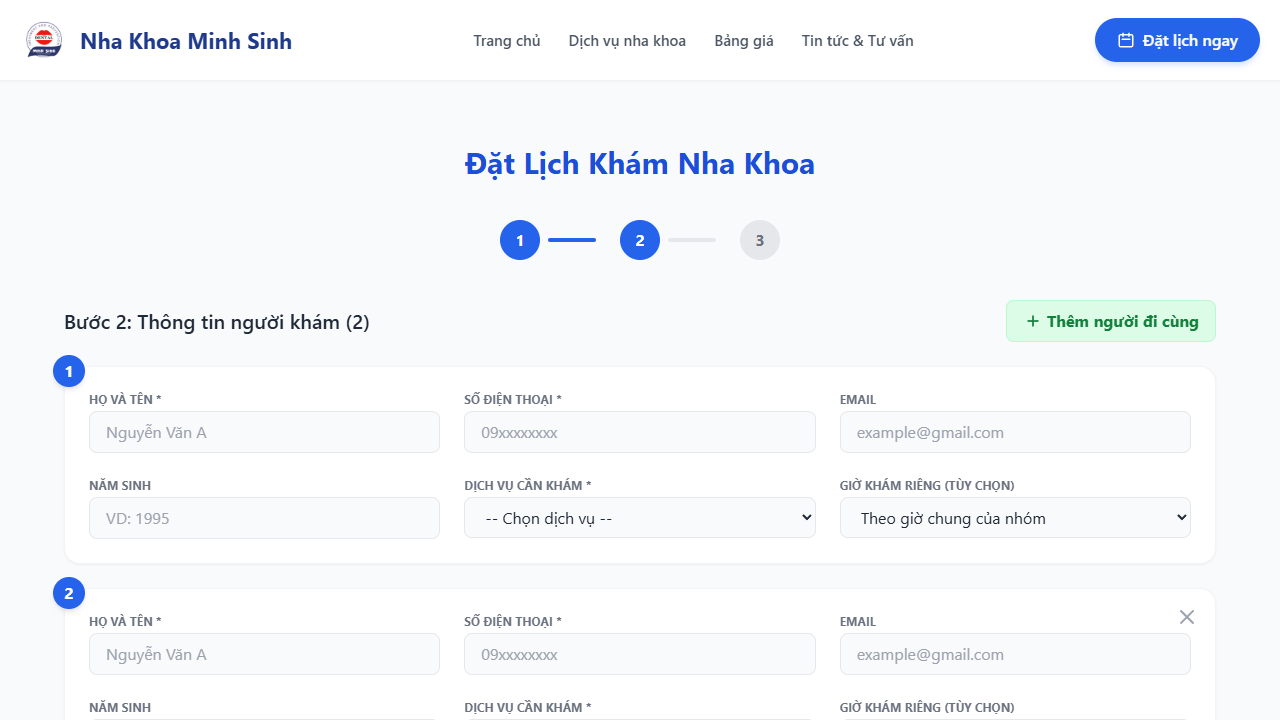 DENTAL
MINH SINH
Nha Khoa Minh Sinh
Trang chủ
Dịch vụ nha khoa
Bảng giá
Tin tức & Tư vấn
Đặt lịch ngay
Đặt Lịch Khám Nha Khoa
1
2
3
Bước 2: Thông tin người khám (2)
Thêm người đi cùng
1
HỌ VÀ TÊN *
SỐ ĐIỆN THOẠI *
EMAIL
Nguyễn Văn A
09xxxxxxxx
example@gmail.com
NĂM SINH
DỊCH VỤ CẦN KHÁM *
GIỜ KHÁM RIÊNG (TÙY CHỌN)
VD: 1995
-- Chọn dịch vụ --
Theo giờ chung của nhóm
2
HỌ VÀ TÊN *
SỐ ĐIỆN THOẠI *
EMAIL
Nguyễn Văn A
09xxxxxxxx
example@gmail.com
NĂM SINH
DỊCH VỤ CẦN KHÁM *
GIỜ KHÁM RIÊNG (TÙY CHỌN)